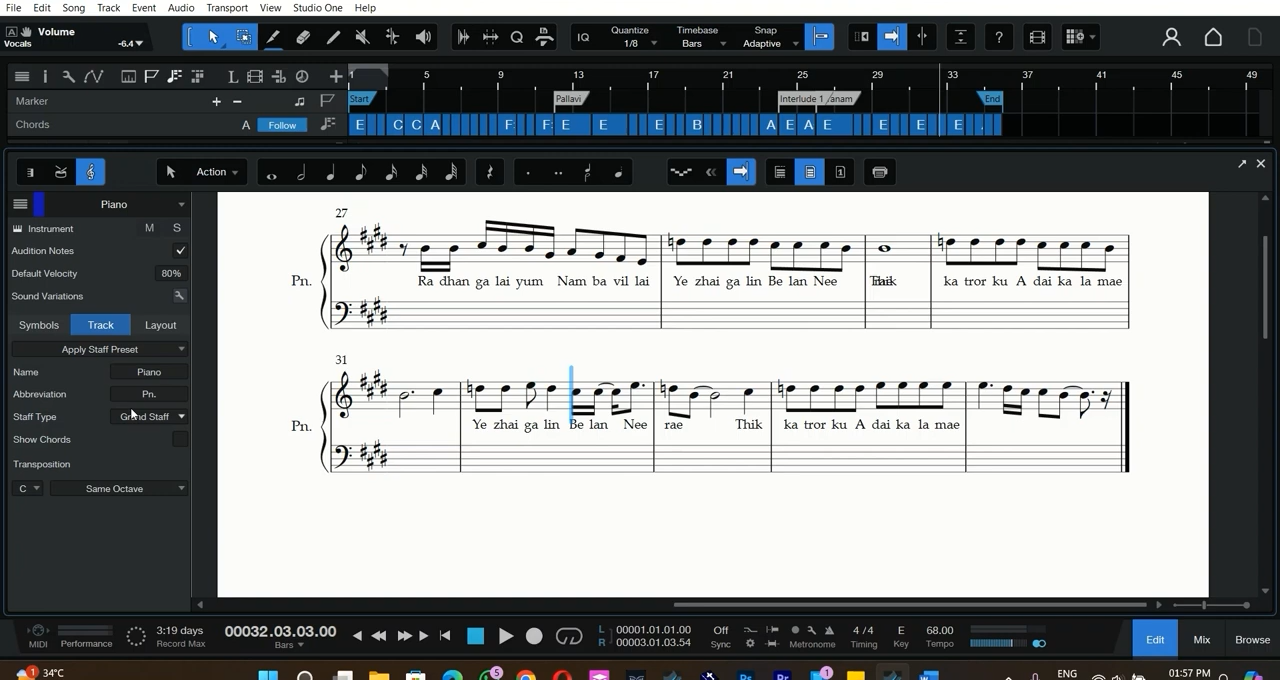 File Edit Song Track Event Audio Transport View Studio One Help
A Volume
Vocals -6.4
IQ Quantize Timebase Snap
1/8 Bars Adaptive
?
L 1 5 9 13 17 21 25 29 33 37 41 45 49
Marker Start Pallavi Interlude 1 /anam End
Chords A Follow E C C A F F E E E B A E A E E E E
Action
Piano
Instrument M S
Audition Notes
Default Velocity 80%
Sound Variations
Symbols Track Layout
Apply Staff Preset
Name Piano
Abbreviation Pn.
Staff Type Grand Staff
Show Chords
Transposition
C Same Octave
27
Pn. Ra dhan ga lai yum Nam ba vil lai Ye zhai ga lin Be lan Nee Thik ka tror ku A dai ka la mae
31
Pn. Ye zhai ga lin Be lan Nee rae Thik ka tror ku A dai ka la mae
MIDI Performance 3:19 days Record Max 00032.03.03.00 Bars L 00001.01.01.00 R 00003.01.03.54 Off Sync Metronome 4 / 4 Timing E Key 68.00 Tempo Edit Mix Browse
1 34°C 5 1 ENG 01:57 PM